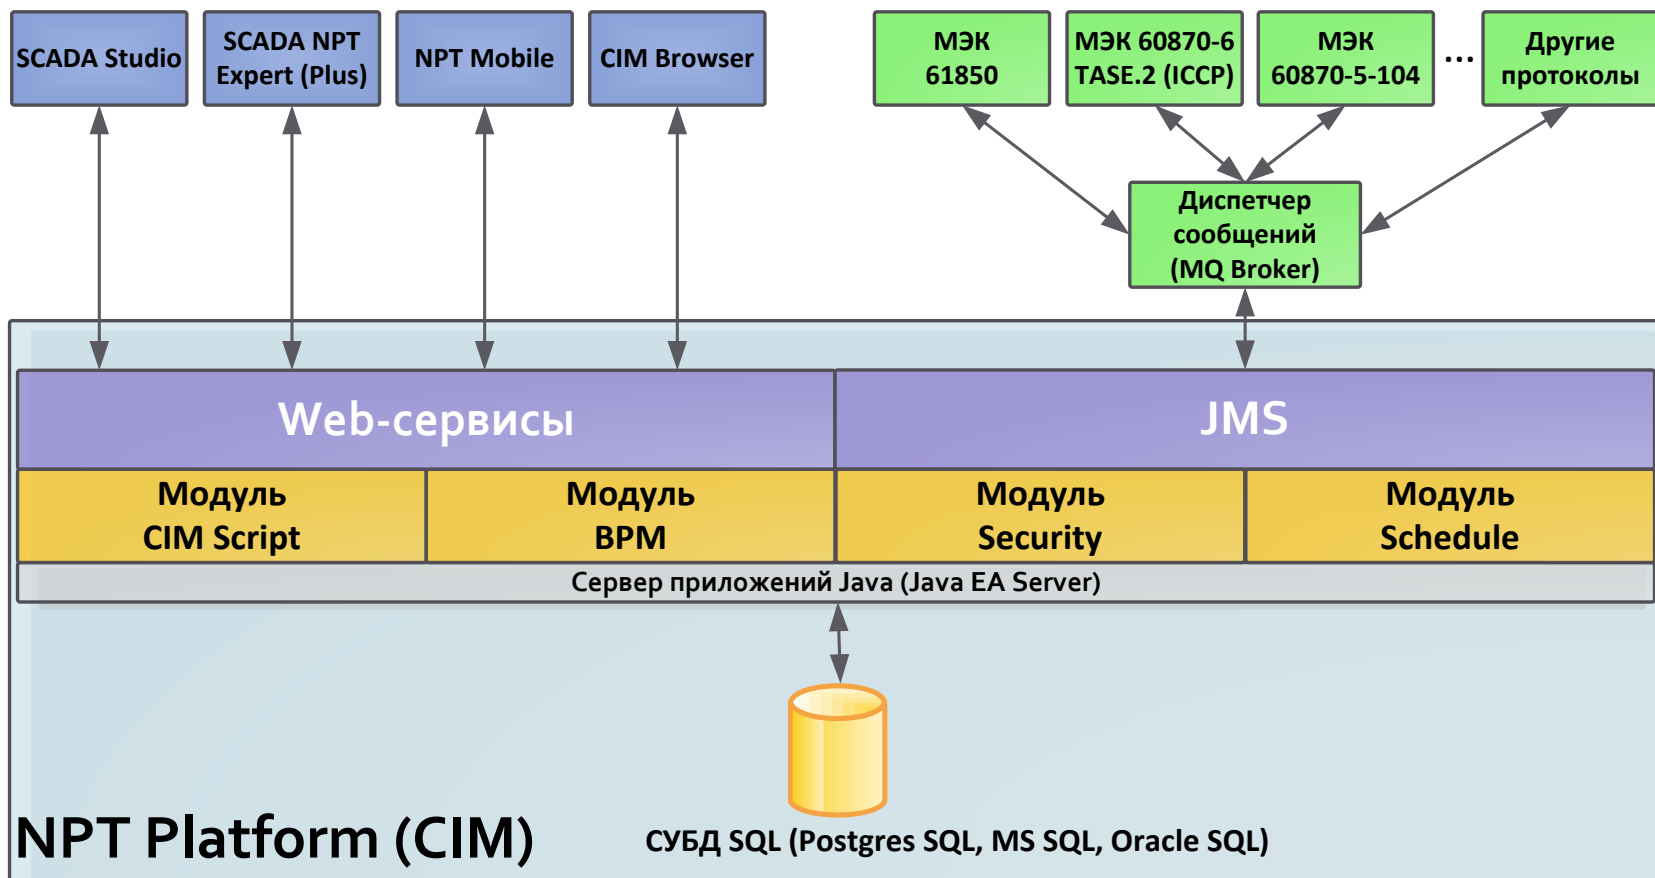 SCADA Studio
SCADA NPT
Expert (Plus)
NPT Mobile
CIM Browser
МЭК
61850
МЭК 60870-6
TASE.2 (ICCP)
МЭК
60870-5-104
...
Другие
протоколы
Диспетчер
сообщений
(MQ Broker)
Web-сервисы
JMS
Модуль
CIM Script
Модуль
BPM
Модуль
Security
Модуль
Schedule
Сервер приложений Java (Java EA Server)
NPT Platform (CIM)
СУБД SQL (Postgres SQL, MS SQL, Oracle SQL)